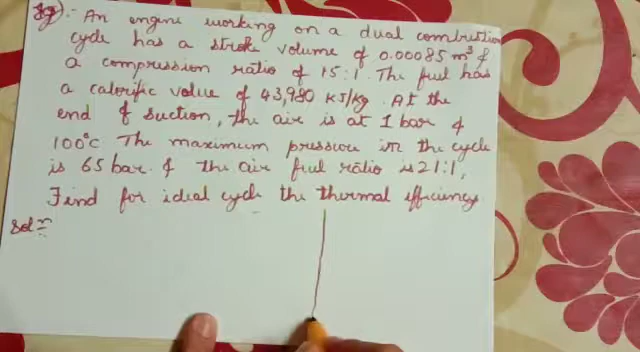 Eg):- An engine working on a dual combustion
cycle has a stroke volume of 0.00085 m³ &
a compression ratio of 15:1. The fuel has
a calorific value of 43,980 KJ/Kg. At the
end of suction, the air is at 1 bar &
100°C The maximum pressure in the cycle
is 65 bar. & the air fuel ratio is 21:1,
Find for ideal cycle the thermal efficiency
Solⁿ: